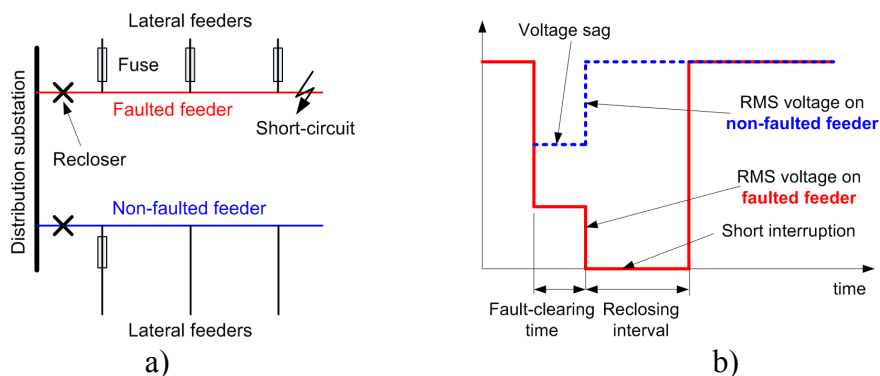 Lateral feeders
Fuse
Faulted feeder
Short-circuit
Recloser
Distribution substation
Non-faulted feeder
Lateral feeders
a)
Voltage sag
RMS voltage on
non-faulted feeder
RMS voltage on
faulted feeder
Short interruption
time
Fault-clearing
time
Reclosing
interval
b)